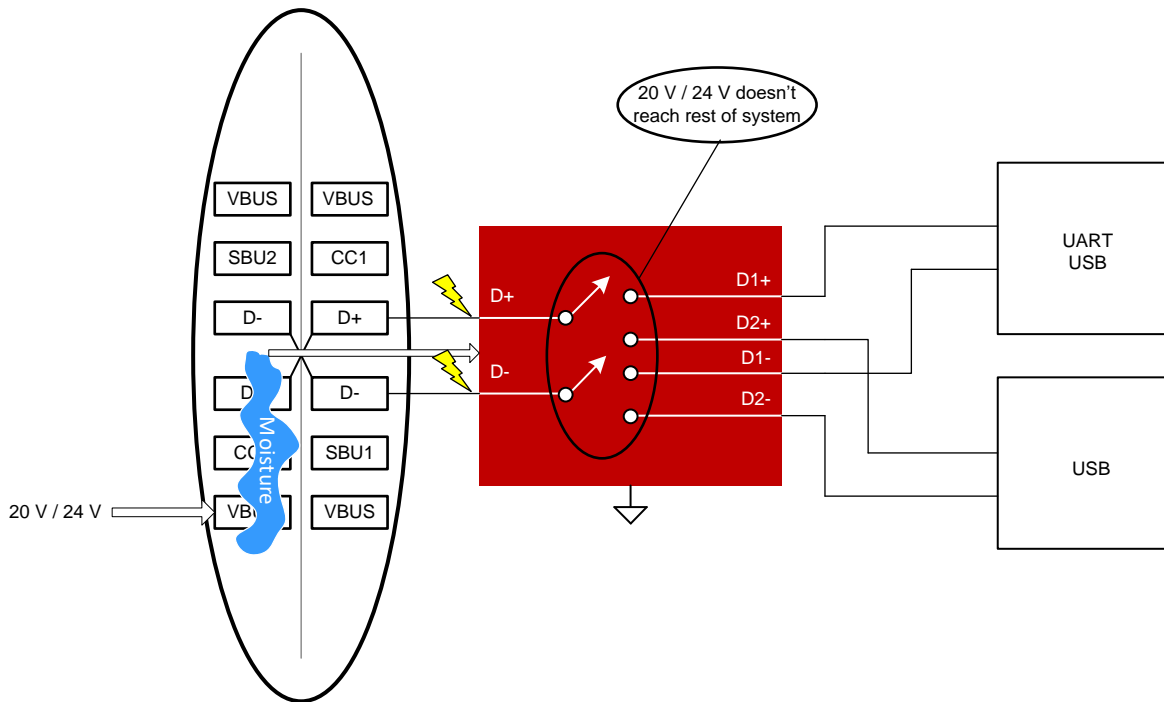 20 V / 24 V doesn't
reach rest of system
VBUS
VBUS
SBU2
CC1
D-
D+
D-
SBU1
VBUS
VBUS
Moisture
20 V / 24 V
D+
D-
D1+
D2+
D1-
D2-
UART
USB
USB